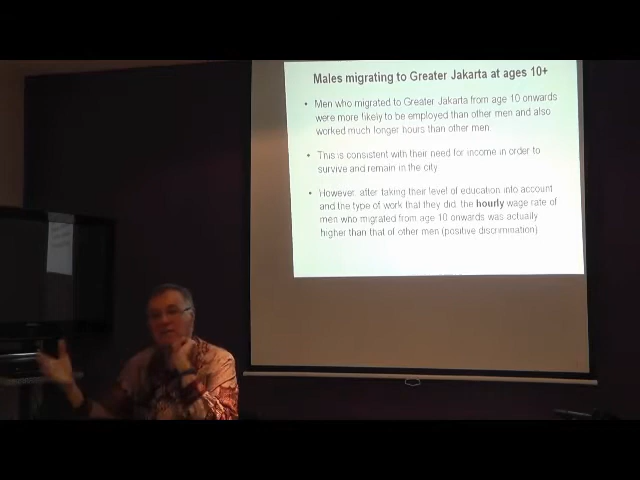 Males migrating to Greater Jakarta at ages 10+
• Men who migrated to Greater Jakarta from age 10 onwards
were more likely to be employed than other men and also
worked much longer hours than other men
• This is consistent with their need for income in order to
survive and remain in the city
• However, after taking their level of education into account
and the type of work that they did, the hourly wage rate of
men who migrated from age 10 onwards was actually
higher than that of other men (positive discrimination)